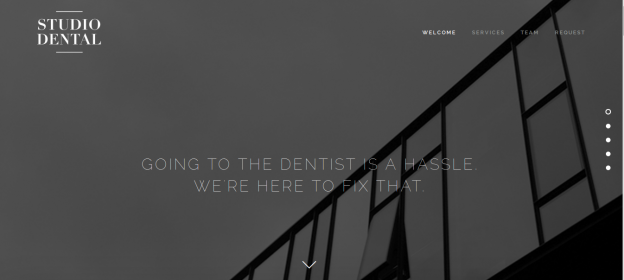 STUDIO
DENTAL
WELCOME SERVICES TEAM REQUEST
GOING TO THE DENTIST IS A HASSLE.
WE'RE HERE TO FIX THAT.